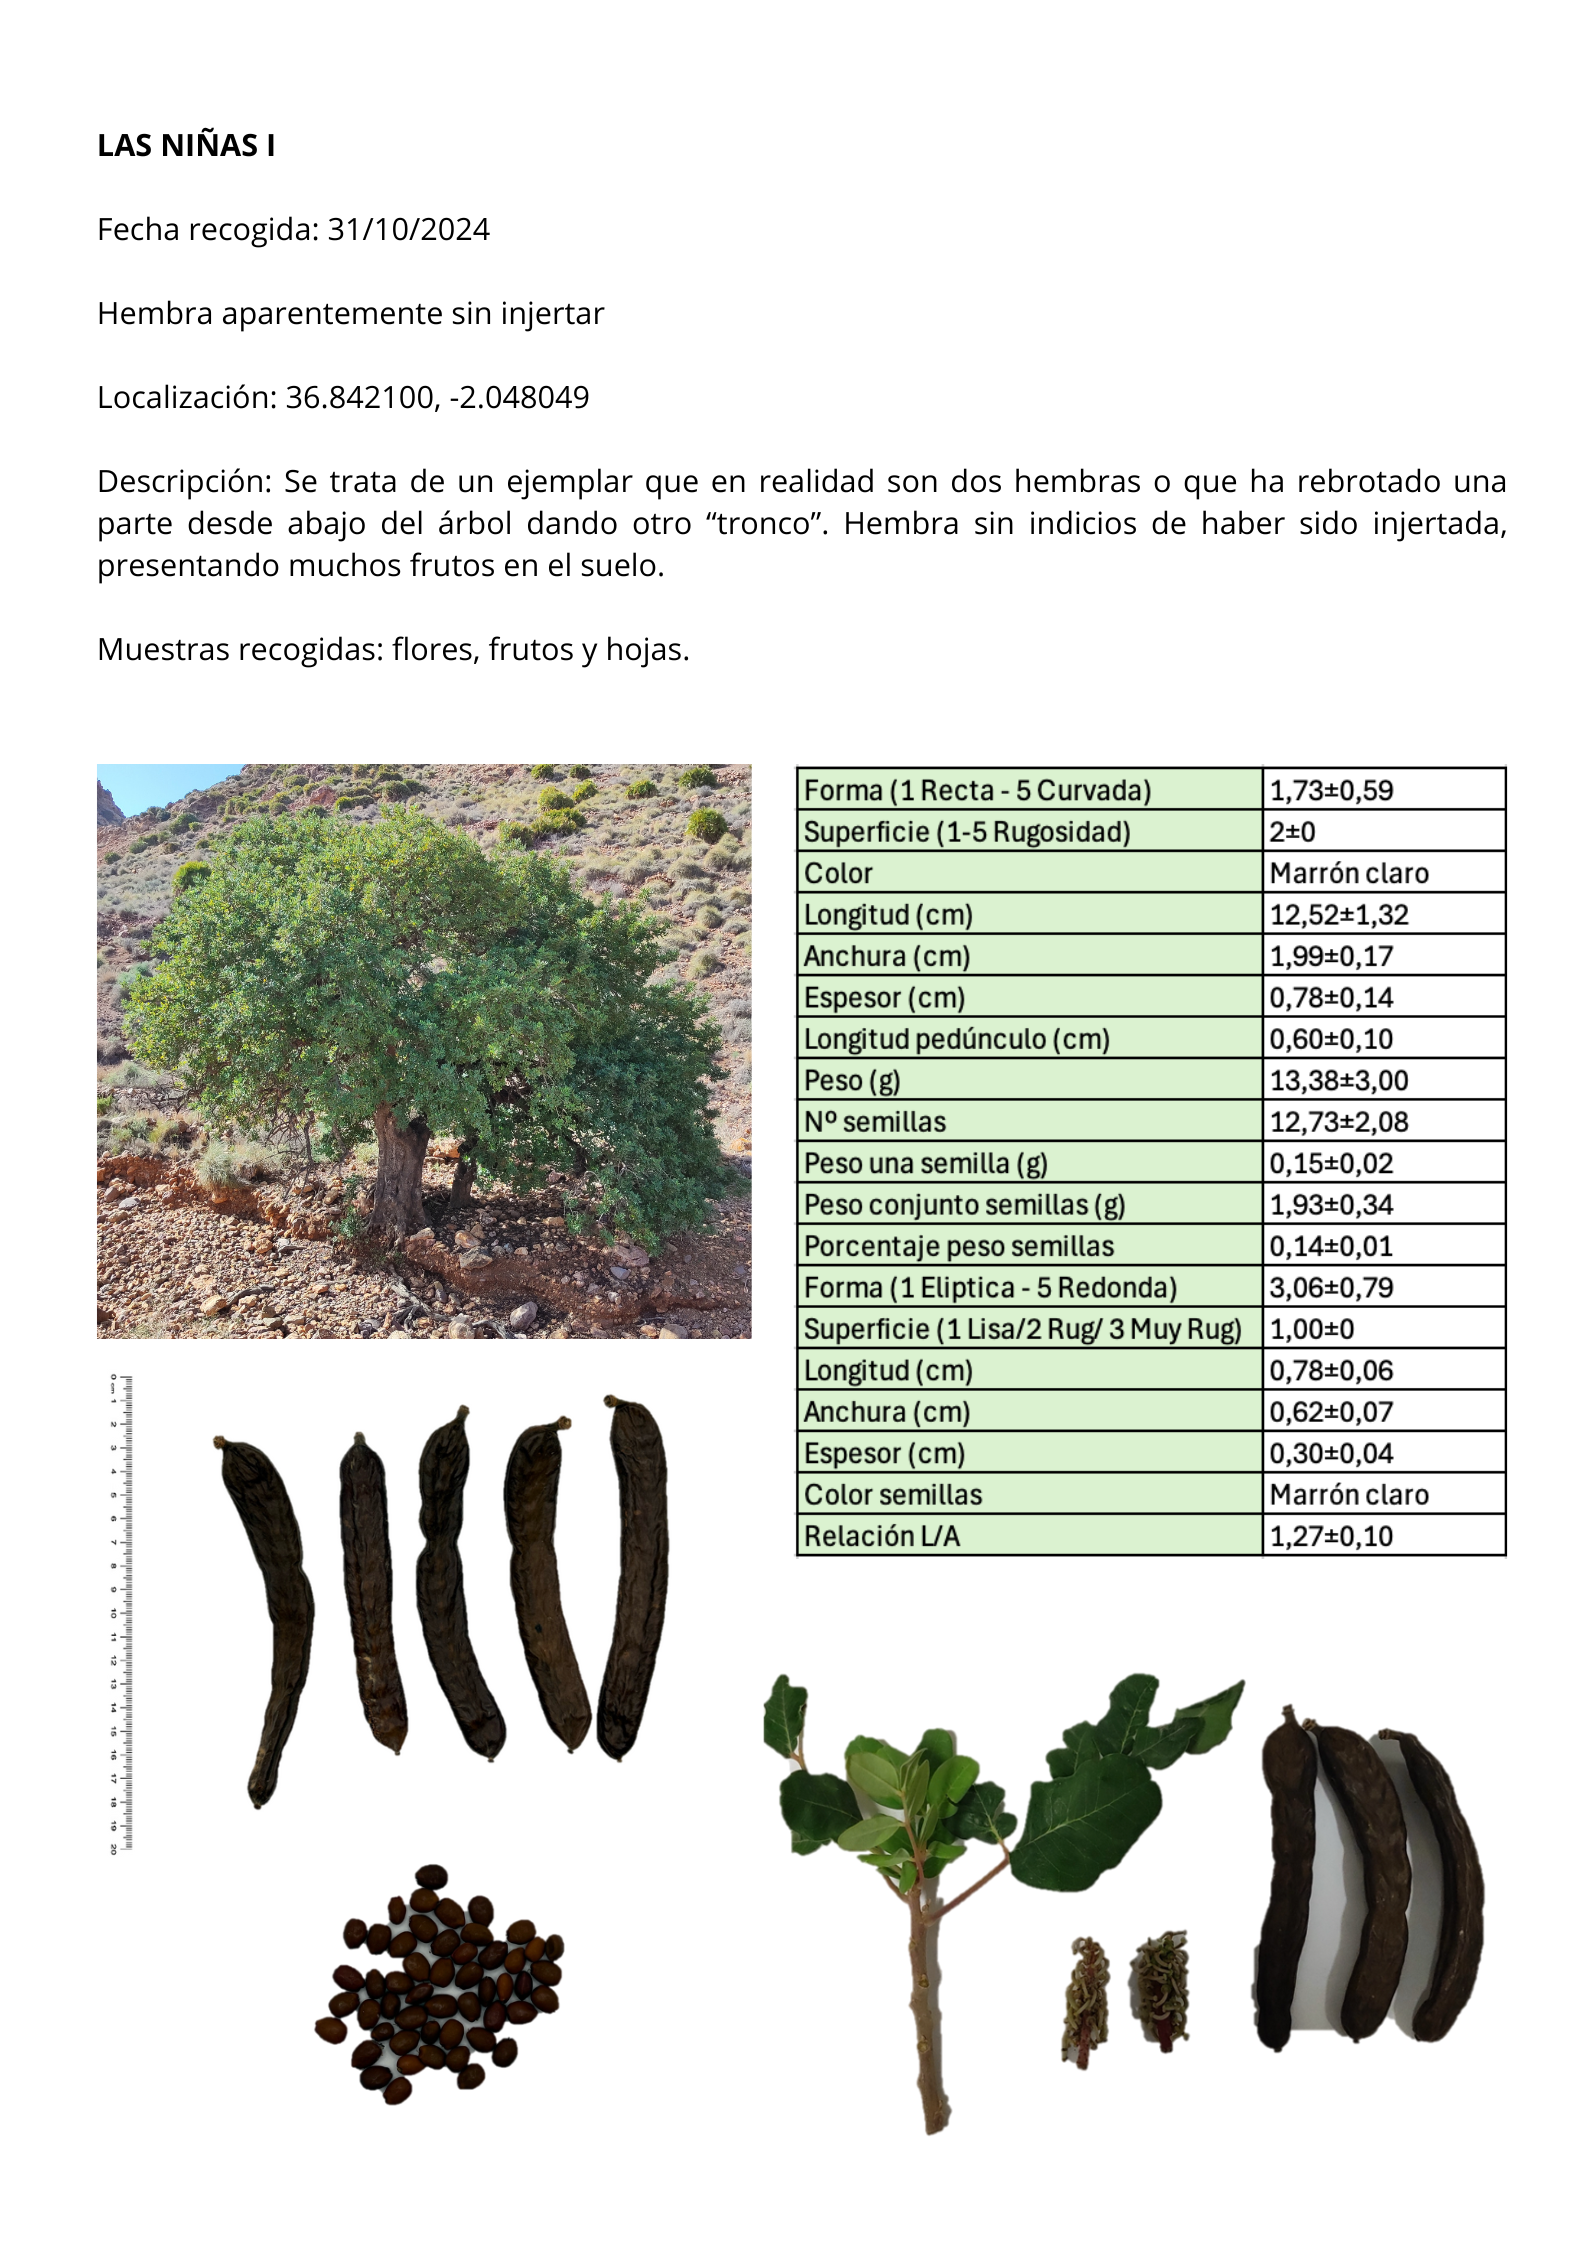 LAS NIÑAS I
Fecha recogida: 31/10/2024
Hembra aparentemente sin injertar
Localización: 36.842100, -2.048049
Descripción: Se trata de un ejemplar que en realidad son dos hembras o que ha rebrotado una
parte desde abajo del árbol dando otro “tronco”. Hembra sin indicios de haber sido injertada,
presentando muchos frutos en el suelo.
Muestras recogidas: flores, frutos y hojas.
Forma (1 Recta - 5 Curvada) 1,73±0,59
Superficie (1-5 Rugosidad) 2±0
Color Marrón claro
Longitud (cm) 12,52±1,32
Anchura (cm) 1,99±0,17
Espesor (cm) 0,78±0,14
Longitud pedúnculo (cm) 0,60±0,10
Peso (g) 13,38±3,00
Nº semillas 12,73±2,08
Peso una semilla (g) 0,15±0,02
Peso conjunto semillas (g) 1,93±0,34
Porcentaje peso semillas 0,14±0,01
Forma (1 Eliptica - 5 Redonda) 3,06±0,79
Superficie (1 Lisa/2 Rug/ 3 Muy Rug) 1,00±0
Longitud (cm) 0,78±0,06
Anchura (cm) 0,62±0,07
Espesor (cm) 0,30±0,04
Color semillas Marrón claro
Relación L/A 1,27±0,10
0 cm 1 2 3 4 5 6 7 8 9 10 11 12 13 14 15 16 17 18 19 20